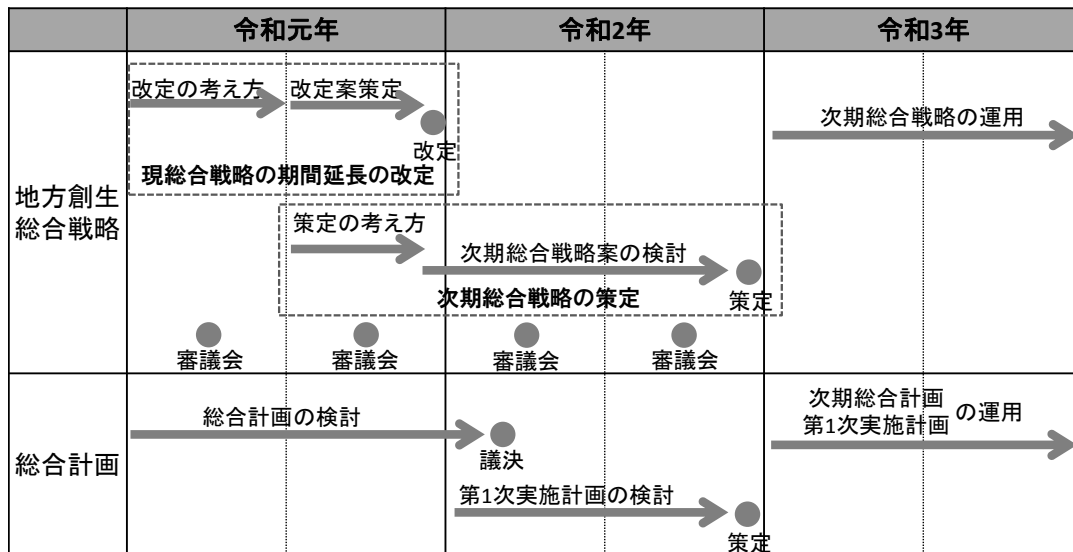 令和元年
令和2年
令和3年
地方創生
総合戦略
改定の考え方
改定案策定
改定
現総合戦略の期間延長の改定
次期総合戦略の運用
策定の考え方
次期総合戦略案の検討
次期総合戦略の策定
策定
審議会
審議会
審議会
審議会
総合計画
総合計画の検討
議決
第1次実施計画の検討
策定
次期総合計画
第1次実施計画
の運用